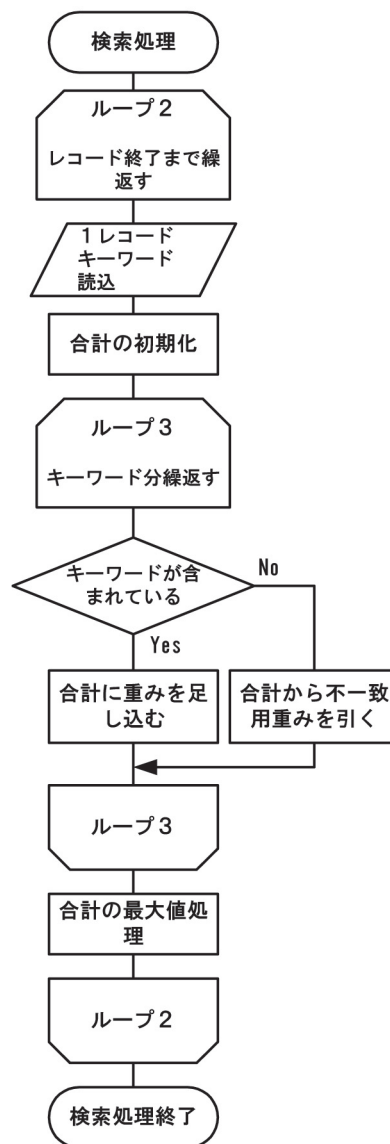 検索処理
ループ2
レコード終了まで繰
返す
1レコード
キーワード
読込
合計の初期化
ループ3
キーワード分繰返す
キーワードが含
まれている
No
Yes
合計に重みを足
し込む
合計から不一致
用重みを引く
ループ3
合計の最大値処
理
ループ2
検索処理終了